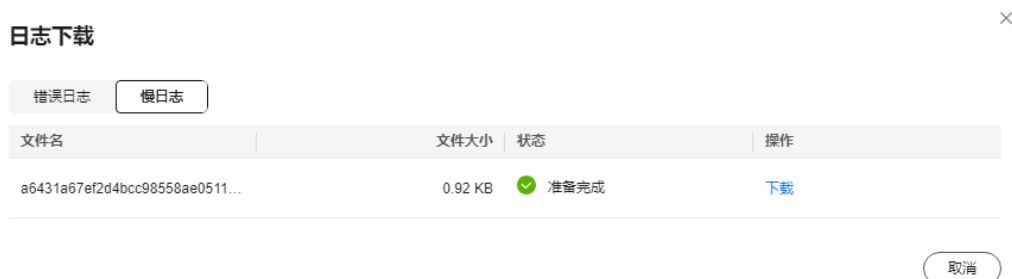 日志下载
错误日志 慢日志
文件名 文件大小 状态 操作
a6431a67ef2d4bcc98558ae0511... 0.92 KB 准备完成 下载
取消